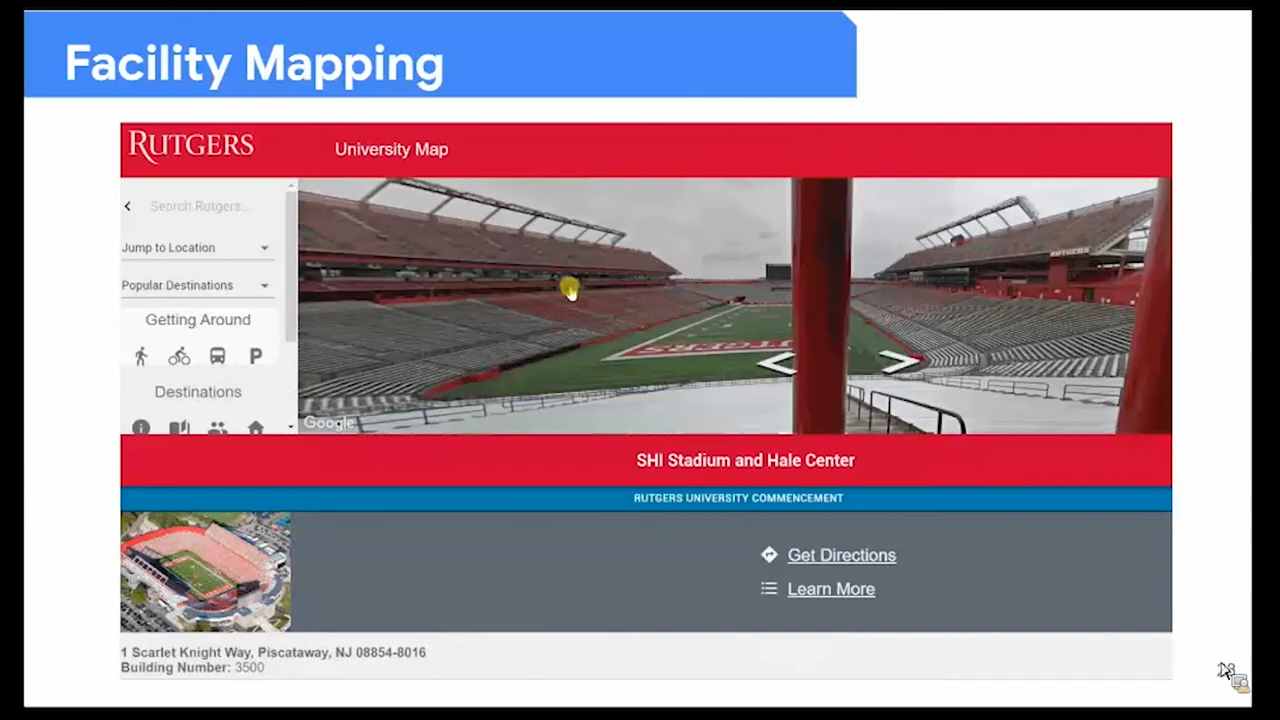 Facility Mapping
RUTGERS
University Map
Search Rutgers...
Jump to Location
Popular Destinations
Getting Around
P
Destinations
RUTGERS
Google
SHI Stadium and Hale Center
RUTGERS UNIVERSITY COMMENCEMENT
Get Directions
Learn More
1 Scarlet Knight Way, Piscataway, NJ 08854-8016
Building Number: 3500